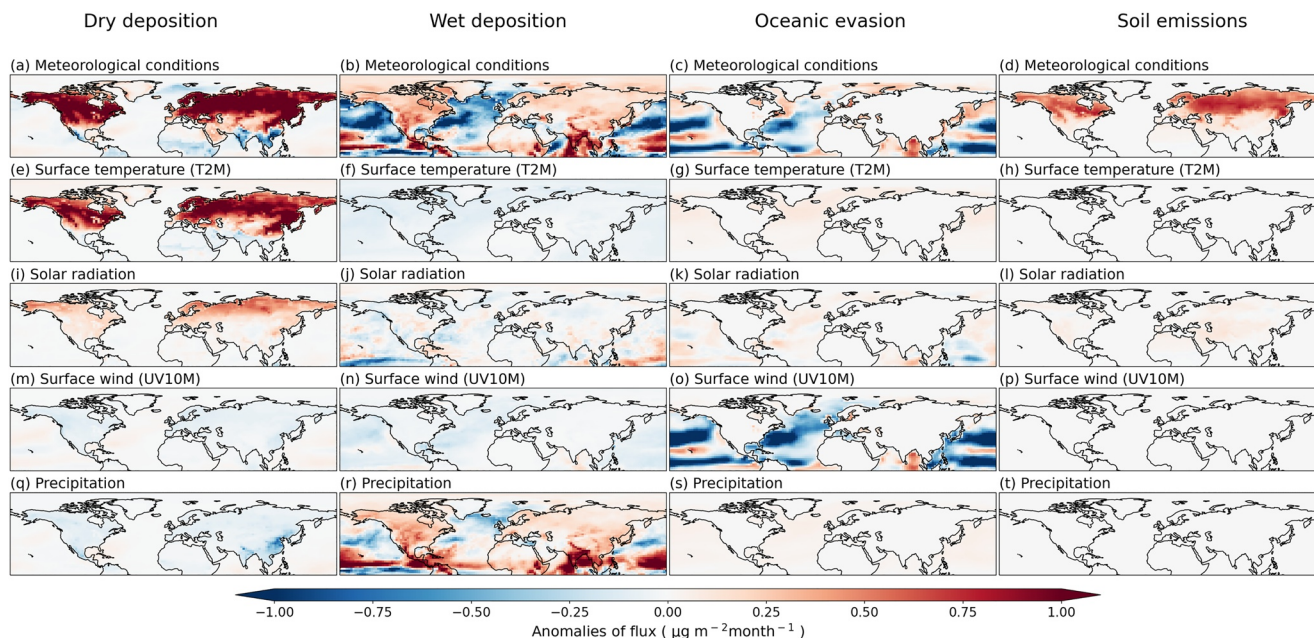 Dry deposition Wet deposition Oceanic evasion Soil emissions
(a) Meteorological conditions (b) Meteorological conditions (c) Meteorological conditions (d) Meteorological conditions
(e) Surface temperature (T2M) (f) Surface temperature (T2M) (g) Surface temperature (T2M) (h) Surface temperature (T2M)
(i) Solar radiation (j) Solar radiation (k) Solar radiation (l) Solar radiation
(m) Surface wind (UV10M) (n) Surface wind (UV10M) (o) Surface wind (UV10M) (p) Surface wind (UV10M)
(q) Precipitation (r) Precipitation (s) Precipitation (t) Precipitation
−1.00 −0.75 −0.50 −0.25 0.00 0.25 0.50 0.75 1.00
Anomalies of flux ( μg m⁻²month⁻¹ )